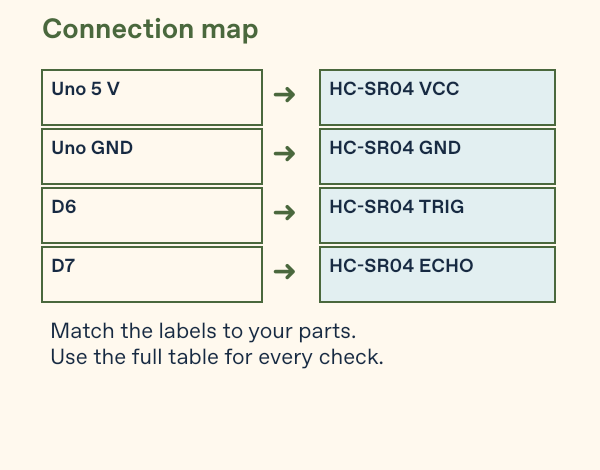 Connection map
Uno 5 V → HC-SR04 VCC
Uno GND → HC-SR04 GND
D6 → HC-SR04 TRIG
D7 → HC-SR04 ECHO
Match the labels to your parts.
Use the full table for every check.